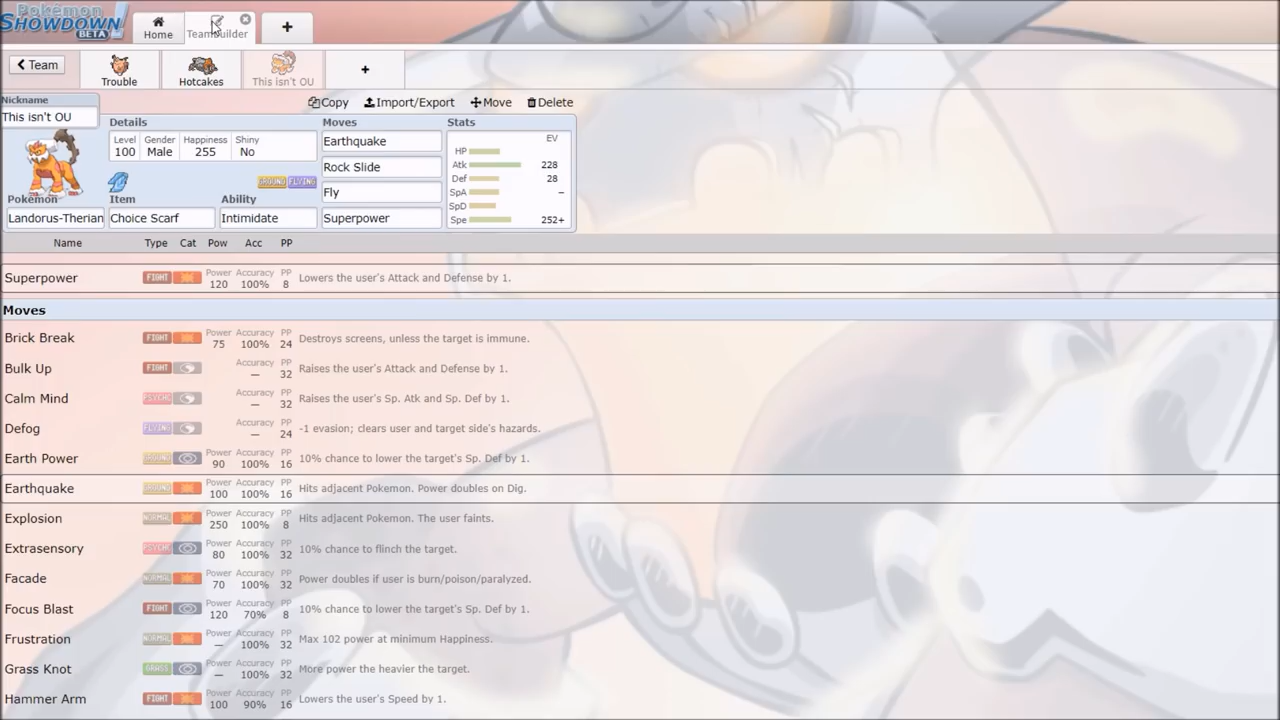 Pokémon
SHOWDOWN!
BETA
Home
Teambuilder
Team
Trouble
Hotcakes
This isn't OU
Nickname
This isn't OU
Copy
Import/Export
Move
Delete
Details
Level Gender Happiness Shiny
100 Male 255 No
GROUND FLYING
Pokémon
Landorus-Therian
Item
Choice Scarf
Ability
Intimidate
Moves
Earthquake
Rock Slide
Fly
Superpower
Stats
EV
HP
Atk 228
Def 28
SpA –
SpD
Spe 252+
Name Type Cat Pow Acc PP
Superpower FIGHT Power 120 Accuracy 100% PP 8 Lowers the user's Attack and Defense by 1.
Moves
Brick Break FIGHT Power 75 Accuracy 100% PP 24 Destroys screens, unless the target is immune.
Bulk Up FIGHT Accuracy — PP 32 Raises the user's Attack and Defense by 1.
Calm Mind PSYCHC Accuracy — PP 32 Raises the user's Sp. Atk and Sp. Def by 1.
Defog FLYING Accuracy — PP 24 -1 evasion; clears user and target side's hazards.
Earth Power GROUND Power 90 Accuracy 100% PP 16 10% chance to lower the target's Sp. Def by 1.
Earthquake GROUND Power 100 Accuracy 100% PP 16 Hits adjacent Pokemon. Power doubles on Dig.
Explosion NORMAL Power 250 Accuracy 100% PP 8 Hits adjacent Pokemon. The user faints.
Extrasensory PSYCHC Power 80 Accuracy 100% PP 32 10% chance to flinch the target.
Facade NORMAL Power 70 Accuracy 100% PP 32 Power doubles if user is burn/poison/paralyzed.
Focus Blast FIGHT Power 120 Accuracy 70% PP 8 10% chance to lower the target's Sp. Def by 1.
Frustration NORMAL Power — Accuracy 100% PP 32 Max 102 power at minimum Happiness.
Grass Knot GRASS Power — Accuracy 100% PP 32 More power the heavier the target.
Hammer Arm FIGHT Power 100 Accuracy 90% PP 16 Lowers the user's Speed by 1.